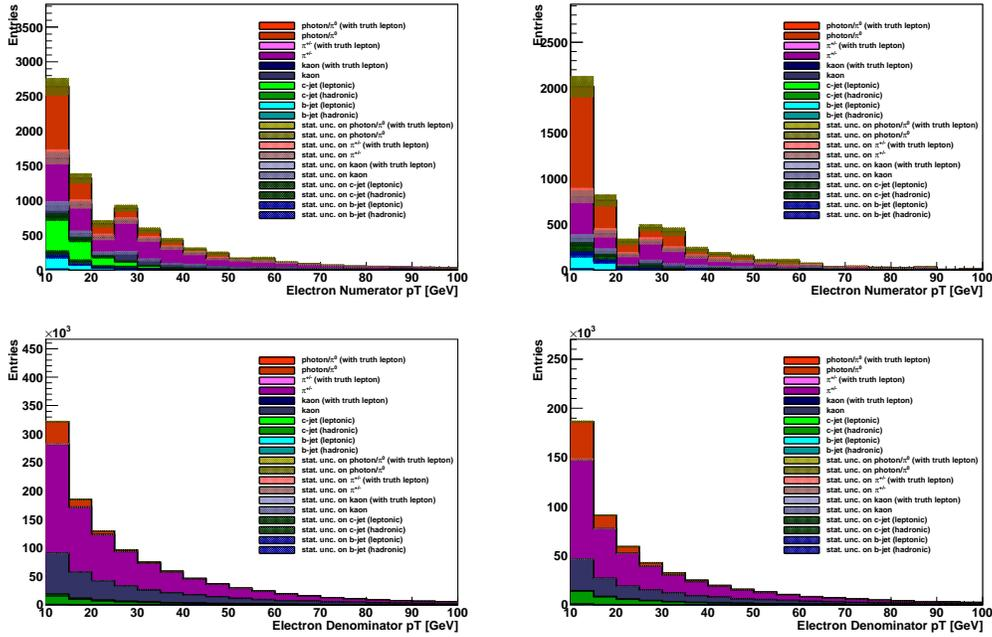 Entries
3500
3000
2500
2000
1500
1000
500
0
10 20 30 40 50 60 70 80 90 100
Electron Numerator pT [GeV]
photon/π⁰ (with truth lepton)
photon/π⁰
π⁺/⁻ (with truth lepton)
π⁺/⁻
kaon (with truth lepton)
kaon
c-jet (leptonic)
c-jet (hadronic)
b-jet (leptonic)
b-jet (hadronic)
stat. unc. on photon/π⁰ (with truth lepton)
stat. unc. on photon/π⁰
stat. unc. on π⁺/⁻ (with truth lepton)
stat. unc. on π⁺/⁻
stat. unc. on kaon (with truth lepton)
stat. unc. on kaon
stat. unc. on c-jet (leptonic)
stat. unc. on c-jet (hadronic)
stat. unc. on b-jet (leptonic)
stat. unc. on b-jet (hadronic)
Entries
2500
2000
1500
1000
500
0
10 20 30 40 50 60 70 80 90 100
Electron Numerator pT [GeV]
photon/π⁰ (with truth lepton)
photon/π⁰
π⁺/⁻ (with truth lepton)
π⁺/⁻
kaon (with truth lepton)
kaon
c-jet (leptonic)
c-jet (hadronic)
b-jet (leptonic)
b-jet (hadronic)
stat. unc. on photon/π⁰ (with truth lepton)
stat. unc. on photon/π⁰
stat. unc. on π⁺/⁻ (with truth lepton)
stat. unc. on π⁺/⁻
stat. unc. on kaon (with truth lepton)
stat. unc. on kaon
stat. unc. on c-jet (leptonic)
stat. unc. on c-jet (hadronic)
stat. unc. on b-jet (leptonic)
stat. unc. on b-jet (hadronic)
×10³
Entries
450
400
350
300
250
200
150
100
50
0
10 20 30 40 50 60 70 80 90 100
Electron Denominator pT [GeV]
photon/π⁰ (with truth lepton)
photon/π⁰
π⁺/⁻ (with truth lepton)
π⁺/⁻
kaon (with truth lepton)
kaon
c-jet (leptonic)
c-jet (hadronic)
b-jet (leptonic)
b-jet (hadronic)
stat. unc. on photon/π⁰ (with truth lepton)
stat. unc. on photon/π⁰
stat. unc. on π⁺/⁻ (with truth lepton)
stat. unc. on π⁺/⁻
stat. unc. on kaon (with truth lepton)
stat. unc. on kaon
stat. unc. on c-jet (leptonic)
stat. unc. on c-jet (hadronic)
stat. unc. on b-jet (leptonic)
stat. unc. on b-jet (hadronic)
×10³
Entries
250
200
150
100
50
0
10 20 30 40 50 60 70 80 90 100
Electron Denominator pT [GeV]
photon/π⁰ (with truth lepton)
photon/π⁰
π⁺/⁻ (with truth lepton)
π⁺/⁻
kaon (with truth lepton)
kaon
c-jet (leptonic)
c-jet (hadronic)
b-jet (leptonic)
b-jet (hadronic)
stat. unc. on photon/π⁰ (with truth lepton)
stat. unc. on photon/π⁰
stat. unc. on π⁺/⁻ (with truth lepton)
stat. unc. on π⁺/⁻
stat. unc. on kaon (with truth lepton)
stat. unc. on kaon
stat. unc. on c-jet (leptonic)
stat. unc. on c-jet (hadronic)
stat. unc. on b-jet (leptonic)
stat. unc. on b-jet (hadronic)